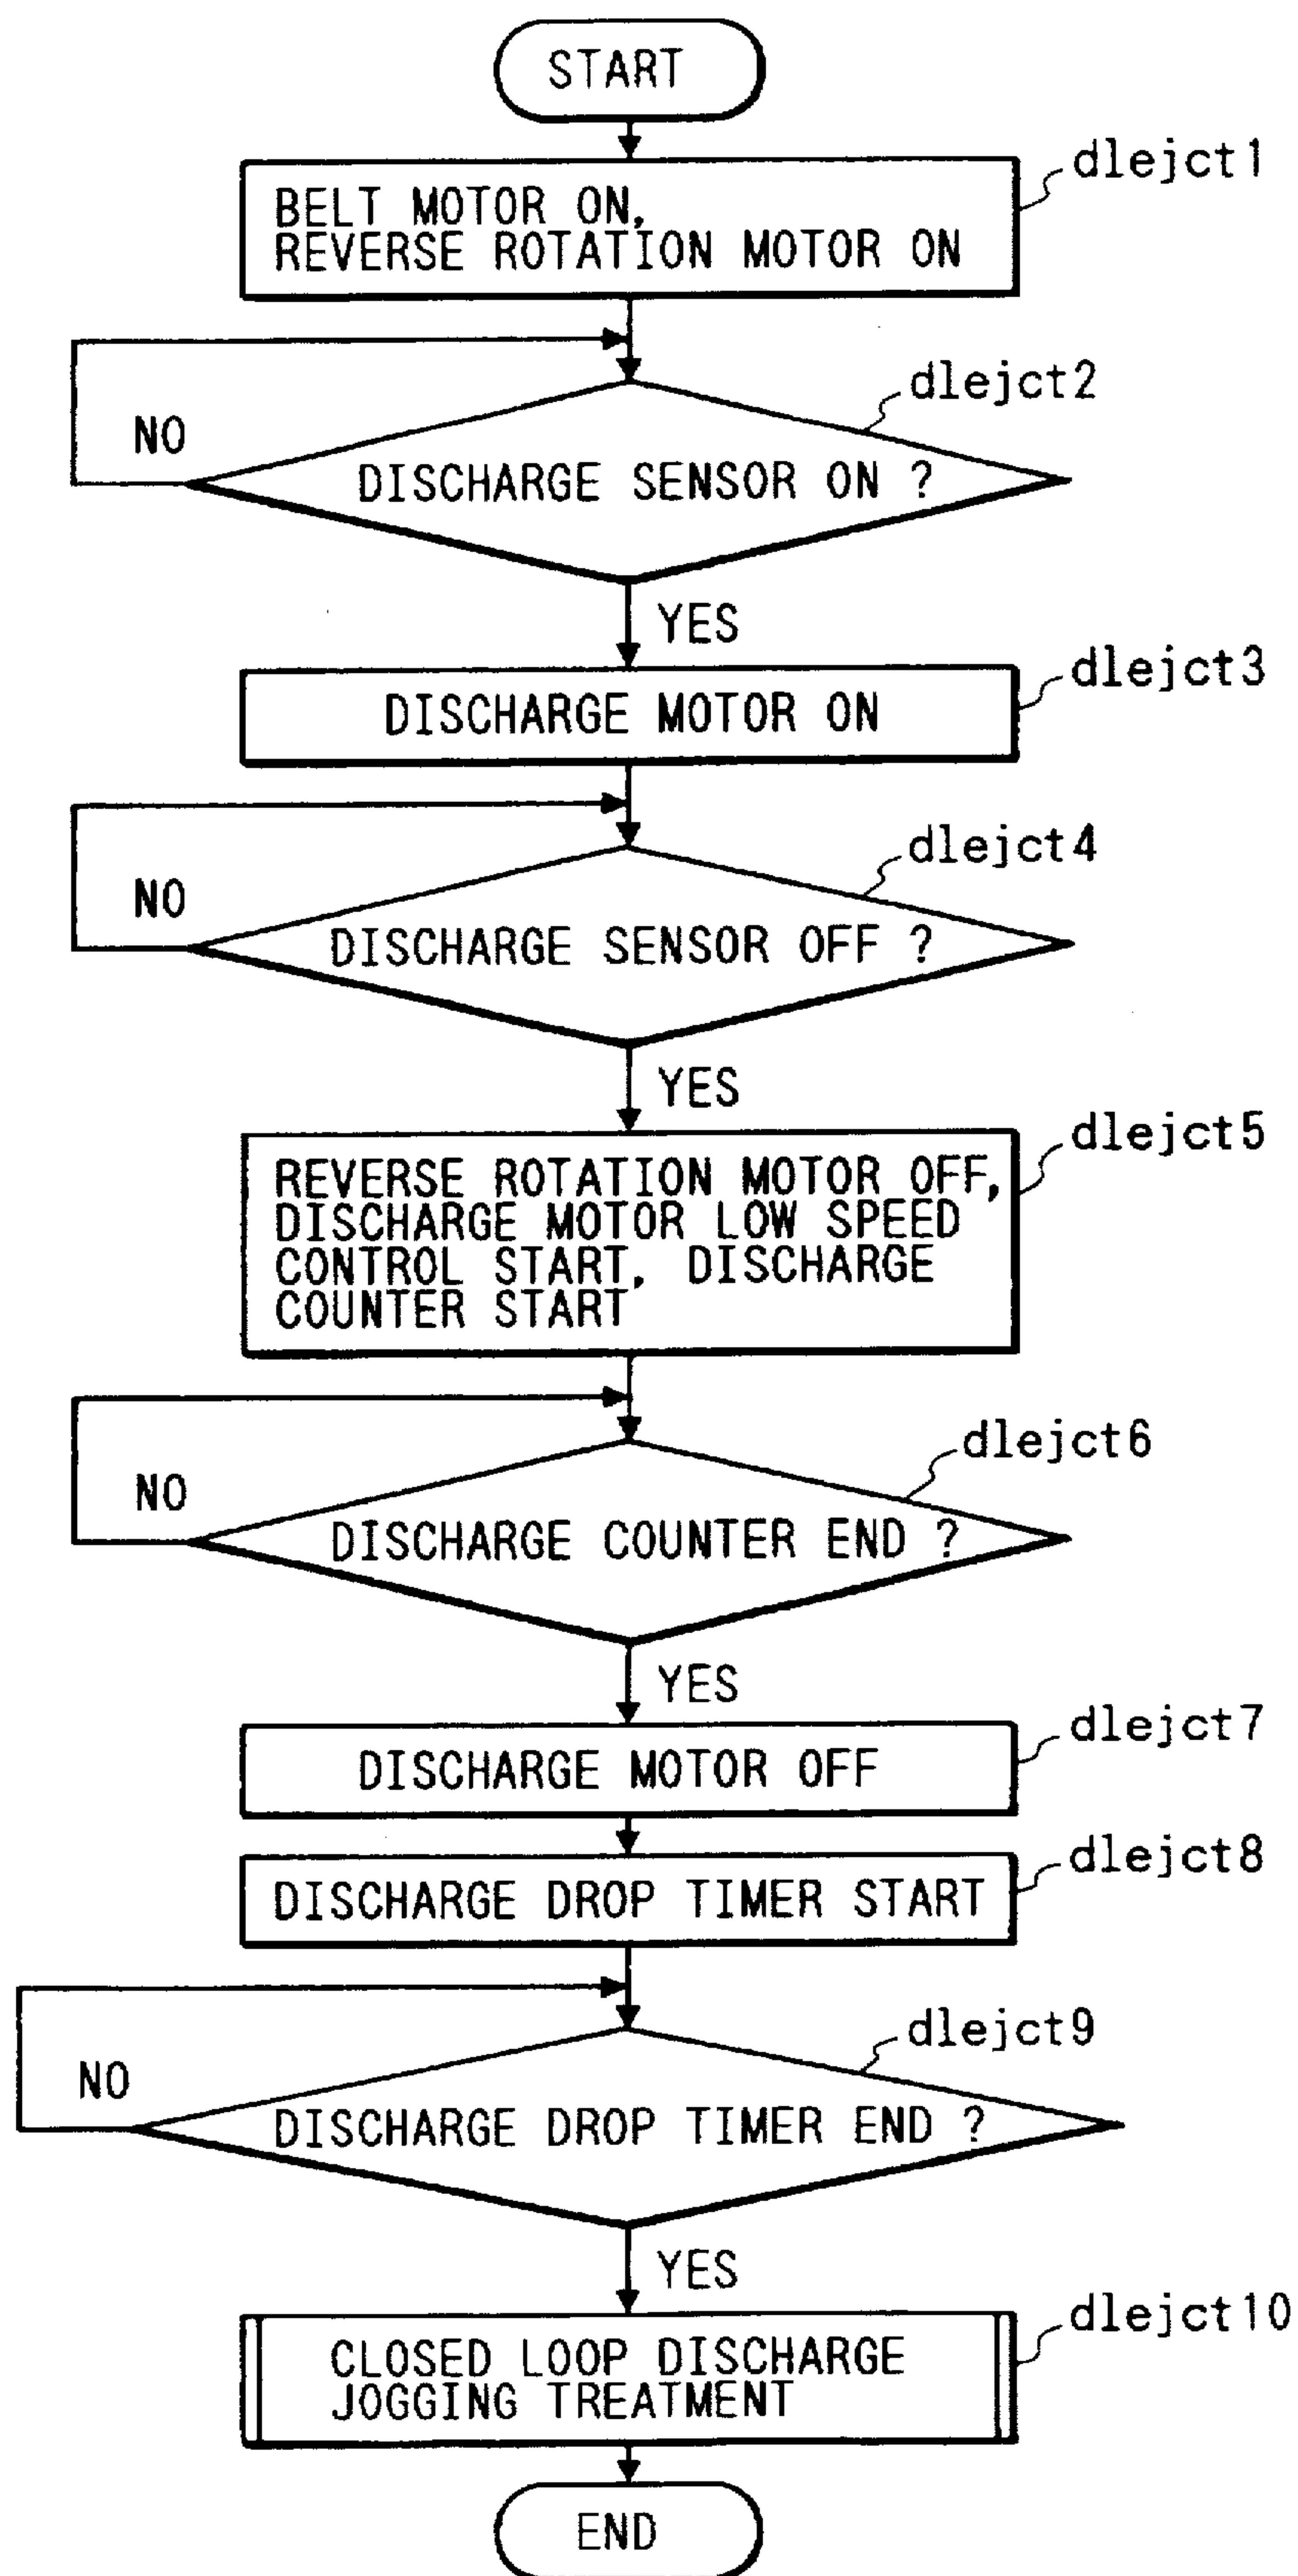 START
dlejct1
BELT MOTOR ON,
REVERSE ROTATION MOTOR ON
dlejct2
NO
DISCHARGE SENSOR ON ?
YES
dlejct3
DISCHARGE MOTOR ON
dlejct4
NO
DISCHARGE SENSOR OFF ?
YES
dlejct5
REVERSE ROTATION MOTOR OFF,
DISCHARGE MOTOR LOW SPEED
CONTROL START, DISCHARGE
COUNTER START
dlejct6
NO
DISCHARGE COUNTER END ?
YES
dlejct7
DISCHARGE MOTOR OFF
dlejct8
DISCHARGE DROP TIMER START
dlejct9
NO
DISCHARGE DROP TIMER END ?
YES
dlejct10
CLOSED LOOP DISCHARGE
JOGGING TREATMENT
END